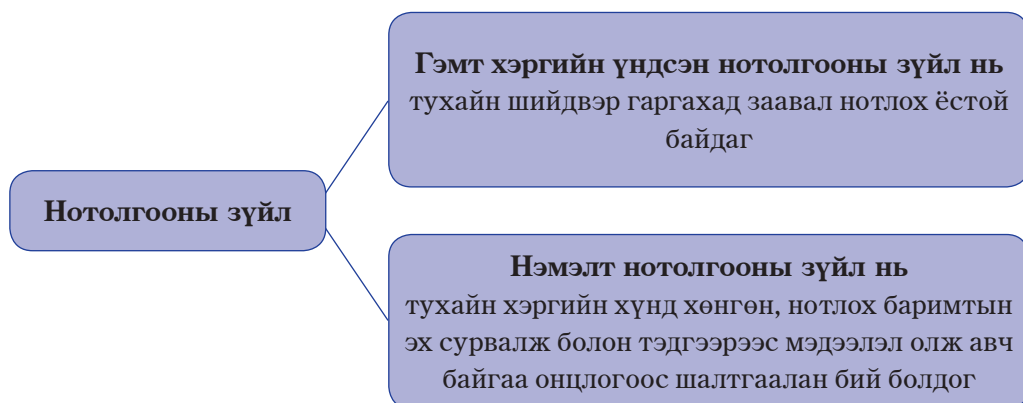 Гэмт хэргийн үндсэн нотолгооны зүйл нь
тухайн шийдвэр гаргахад заавал нотлох ёстой
байдаг
Нотолгооны зүйл
Нэмэлт нотолгооны зүйл нь
тухайн хэргийн хүнд хөнгөн, нотлох баримтын
эх сурвалж болон тэдгээрээс мэдээлэл олж авч
байгаа онцлогоос шалтгаалан бий болдог